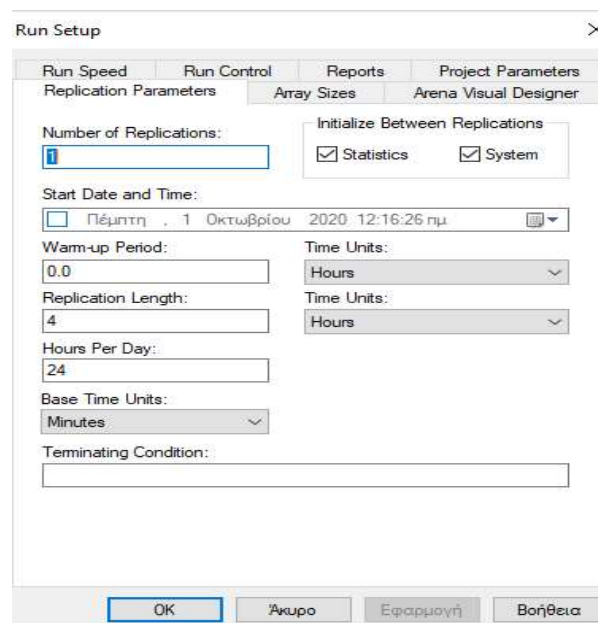 Run Setup
Run Speed Run Control Reports Project Parameters
Replication Parameters Array Sizes Arena Visual Designer
Number of Replications:
1
Initialize Between Replications
Statistics System
Start Date and Time:
Πέμπτη , 1 Οκτωβρίου 2020 12:16:26 πμ
Warm-up Period: Time Units:
0.0 Hours
Replication Length: Time Units:
4 Hours
Hours Per Day:
24
Base Time Units:
Minutes
Terminating Condition:
OK Άκυρο Εφαρμογή Βοήθεια